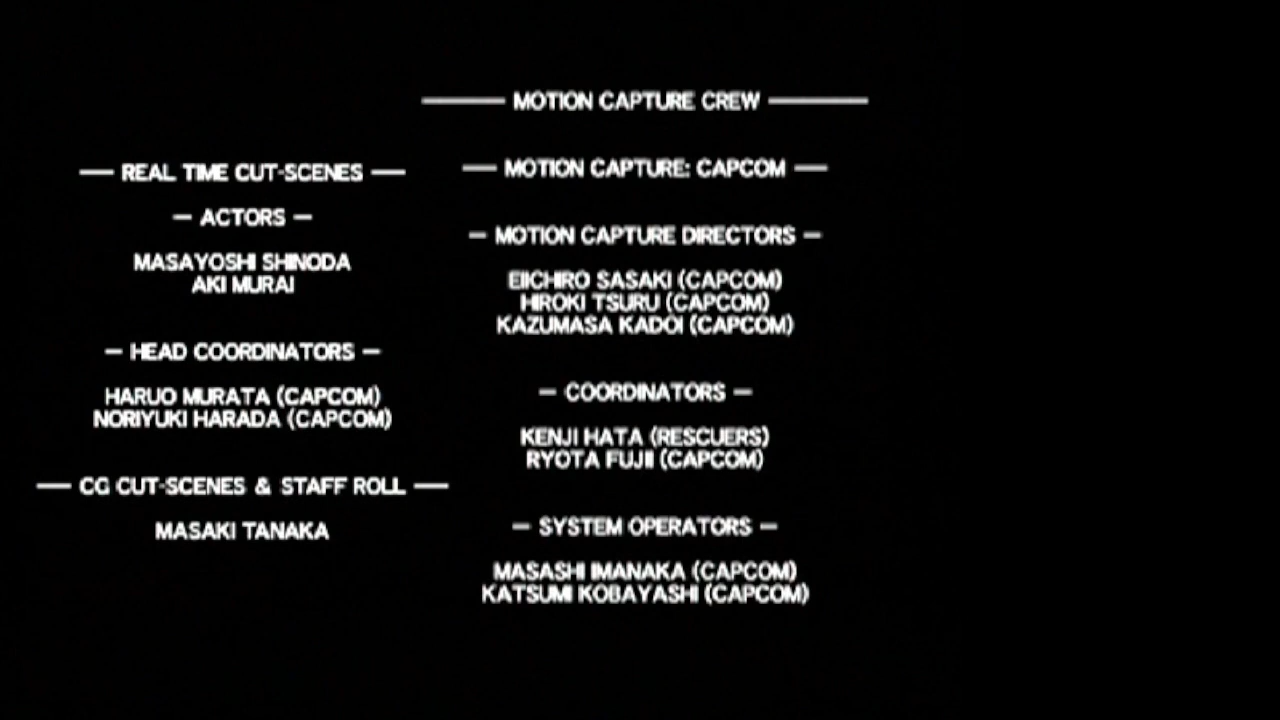 — MOTION CAPTURE CREW —
— REAL TIME CUT-SCENES —
— ACTORS —
MASAYOSHI SHINODA
AKI MURAI
— HEAD COORDINATORS —
HARUO MURATA (CAPCOM)
NORIYUKI HARADA (CAPCOM)
— CG CUT-SCENES & STAFF ROLL —
MASAKI TANAKA
— MOTION CAPTURE: CAPCOM —
— MOTION CAPTURE DIRECTORS —
EIICHIRO SASAKI (CAPCOM)
HIROKI TSURU (CAPCOM)
KAZUMASA KADOI (CAPCOM)
— COORDINATORS —
KENJI HATA (RESCUERS)
RYOTA FUJII (CAPCOM)
— SYSTEM OPERATORS —
MASASHI IMANAKA (CAPCOM)
KATSUMI KOBAYASHI (CAPCOM)